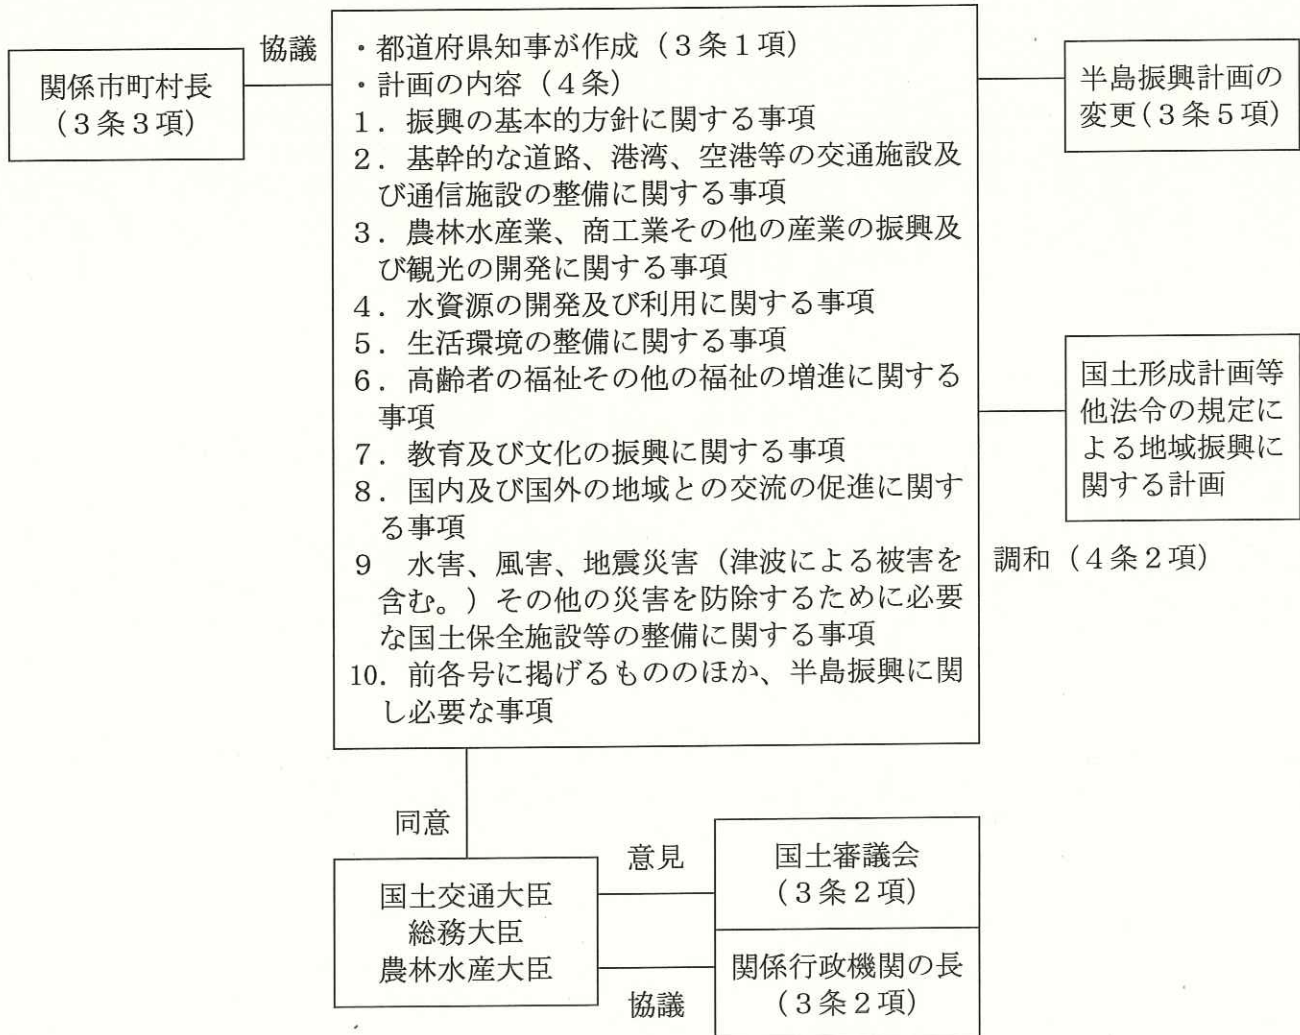 協議
関係市町村長
(3条3項)
・都道府県知事が作成(3条1項)
・計画の内容(4条)
1.振興の基本的方針に関する事項
2.基幹的な道路、港湾、空港等の交通施設及
び通信施設の整備に関する事項
3.農林水産業、商工業その他の産業の振興及
び観光の開発に関する事項
4.水資源の開発及び利用に関する事項
5.生活環境の整備に関する事項
6.高齢者の福祉その他の福祉の増進に関する
事項
7.教育及び文化の振興に関する事項
8.国内及び国外の地域との交流の促進に関す
る事項
9 水害、風害、地震災害(津波による被害を
含む。)その他の災害を防除するために必要
な国土保全施設等の整備に関する事項
10.前各号に掲げるもののほか、半島振興に関
し必要な事項
半島振興計画の
変更(3条5項)
国土形成計画等
他法令の規定に
よる地域振興に
関する計画
調和(4条2項)
同意
国土交通大臣
総務大臣
農林水産大臣
意見
国土審議会
(3条2項)
協議
関係行政機関の長
(3条2項)